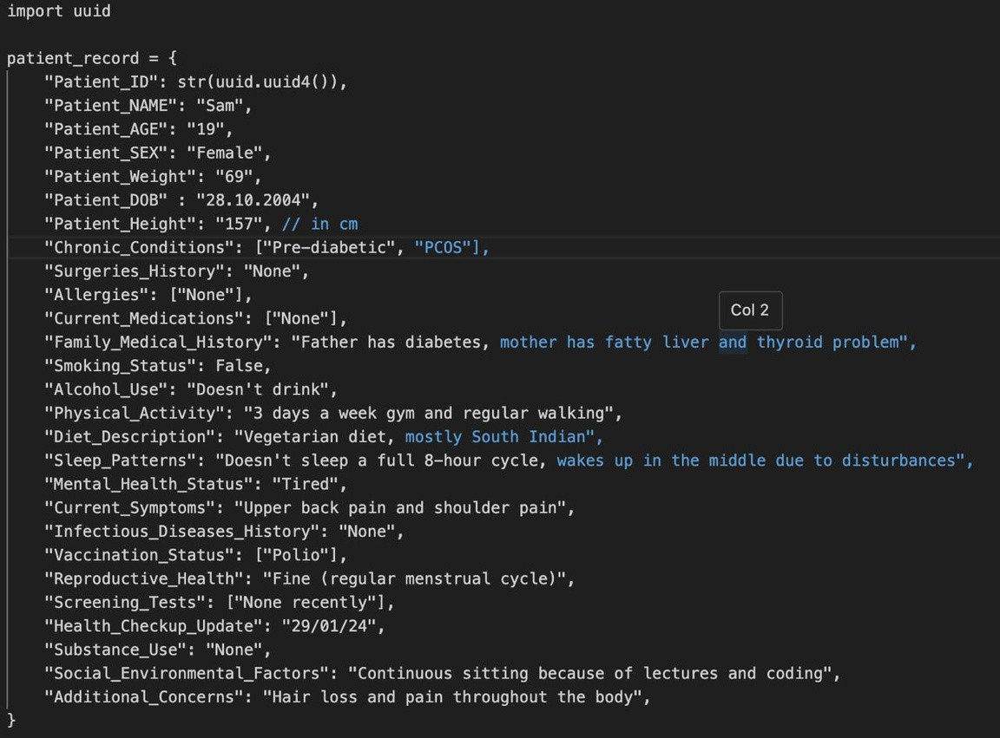 import uuid
patient_record = {
"Patient_ID": str(uuid.uuid4()),
"Patient_NAME": "Sam",
"Patient_AGE": "19",
"Patient_SEX": "Female",
"Patient_Weight": "69",
"Patient_DOB" : "28.10.2004",
"Patient_Height": "157", // in cm
"Chronic_Conditions": ["Pre-diabetic", "PCOS"],
"Surgeries_History": "None",
"Allergies": ["None"],
"Current_Medications": ["None"],
Col 2
"Family_Medical_History": "Father has diabetes, mother has fatty liver and thyroid problem",
"Smoking_Status": False,
"Alcohol_Use": "Doesn't drink",
"Physical_Activity": "3 days a week gym and regular walking",
"Diet_Description": "Vegetarian diet, mostly South Indian",
"Sleep_Patterns": "Doesn't sleep a full 8-hour cycle, wakes up in the middle due to disturbances",
"Mental_Health_Status": "Tired",
"Current_Symptoms": "Upper back pain and shoulder pain",
"Infectious_Diseases_History": "None",
"Vaccination_Status": ["Polio"],
"Reproductive_Health": "Fine (regular menstrual cycle)",
"Screening_Tests": ["None recently"],
"Health_Checkup_Update": "29/01/24",
"Substance_Use": "None",
"Social_Environmental_Factors": "Continuous sitting because of lectures and coding",
"Additional_Concerns": "Hair loss and pain throughout the body",
}